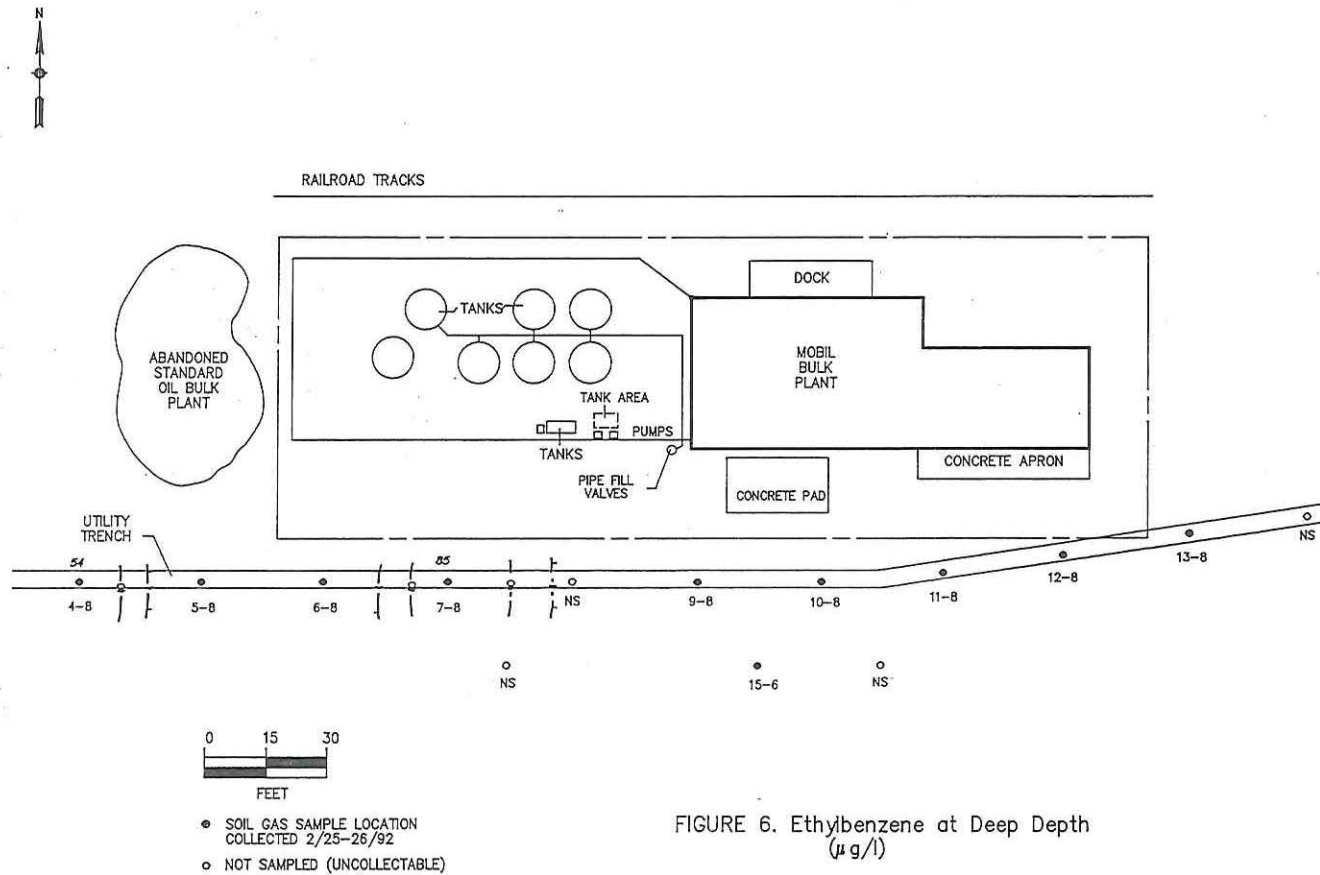 N
RAILROAD TRACKS
DOCK
TANKS
ABANDONED
STANDARD
OIL BULK
PLANT
MOBIL
BULK
PLANT
TANK AREA
PUMPS
TANKS
PIPE FILL
VALVES
CONCRETE PAD
CONCRETE APRON
UTILITY
TRENCH
54
85
4-8
5-8
6-8
7-8
NS
9-8
10-8
11-8
12-8
13-8
NS
NS
15-6
NS
0 15 30
FEET
SOIL GAS SAMPLE LOCATION
COLLECTED 2/25-26/92
NOT SAMPLED (UNCOLLECTABLE)
FIGURE 6. Ethylbenzene at Deep Depth
(µg/l)